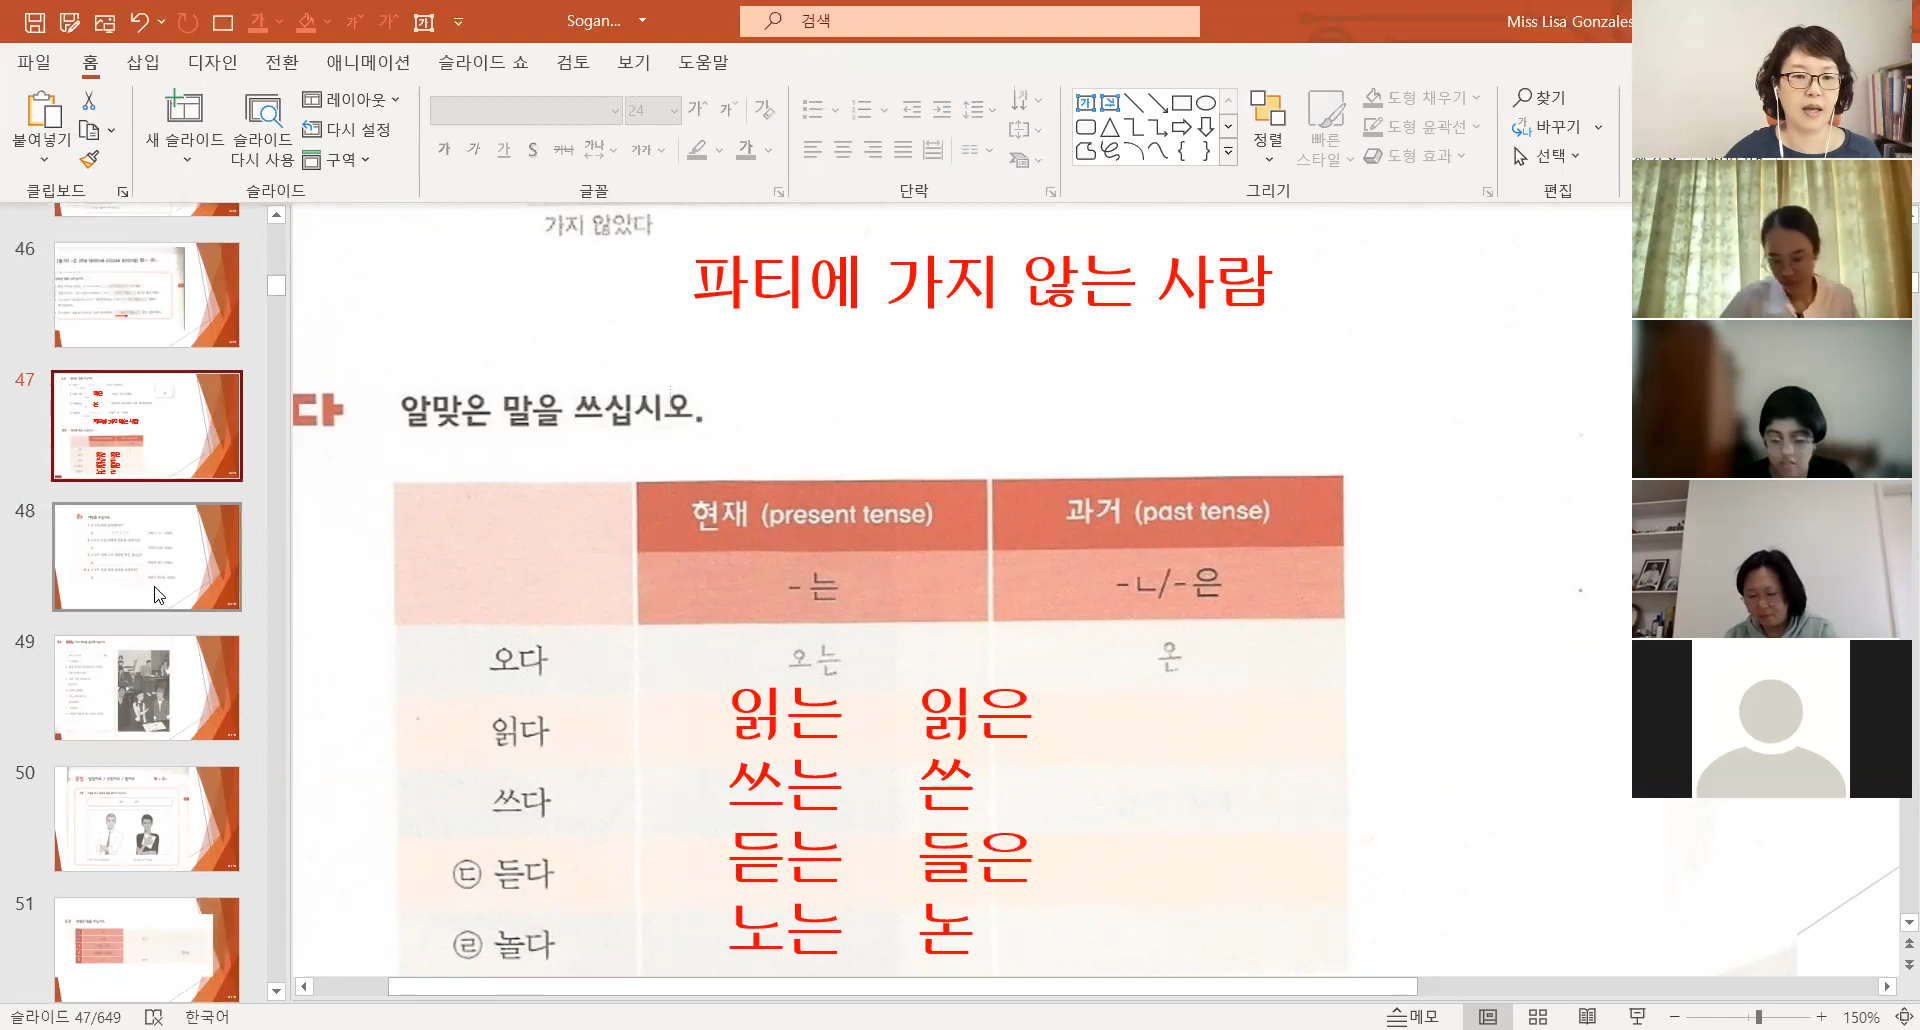 Sogan...
검색
Miss Lisa Gonzales
파일 홈 삽입 디자인 전환 애니메이션 슬라이드 쇼 검토 보기 도움말
붙여넣기
클립보드
새 슬라이드
슬라이드 다시 사용
레이아웃
다시 설정
구역
슬라이드
24
글꼴
단락
정렬
빠른 스타일
도형 채우기
도형 윤곽선
도형 효과
그리기
찾기
바꾸기
선택
편집
46
47
48
49
50
51
가지 않았다
파티에 가지 않는 사람
다 알맞은 말을 쓰십시오.
현재 (present tense) 과거 (past tense)
-는 -ㄴ/-은
오다 오는 온
읽다 읽는 읽은
쓰다 쓰는 쓴
㉢ 듣다 듣는 들은
㉣ 놀다 노는 논
슬라이드 47/649 한국어
메모
150%